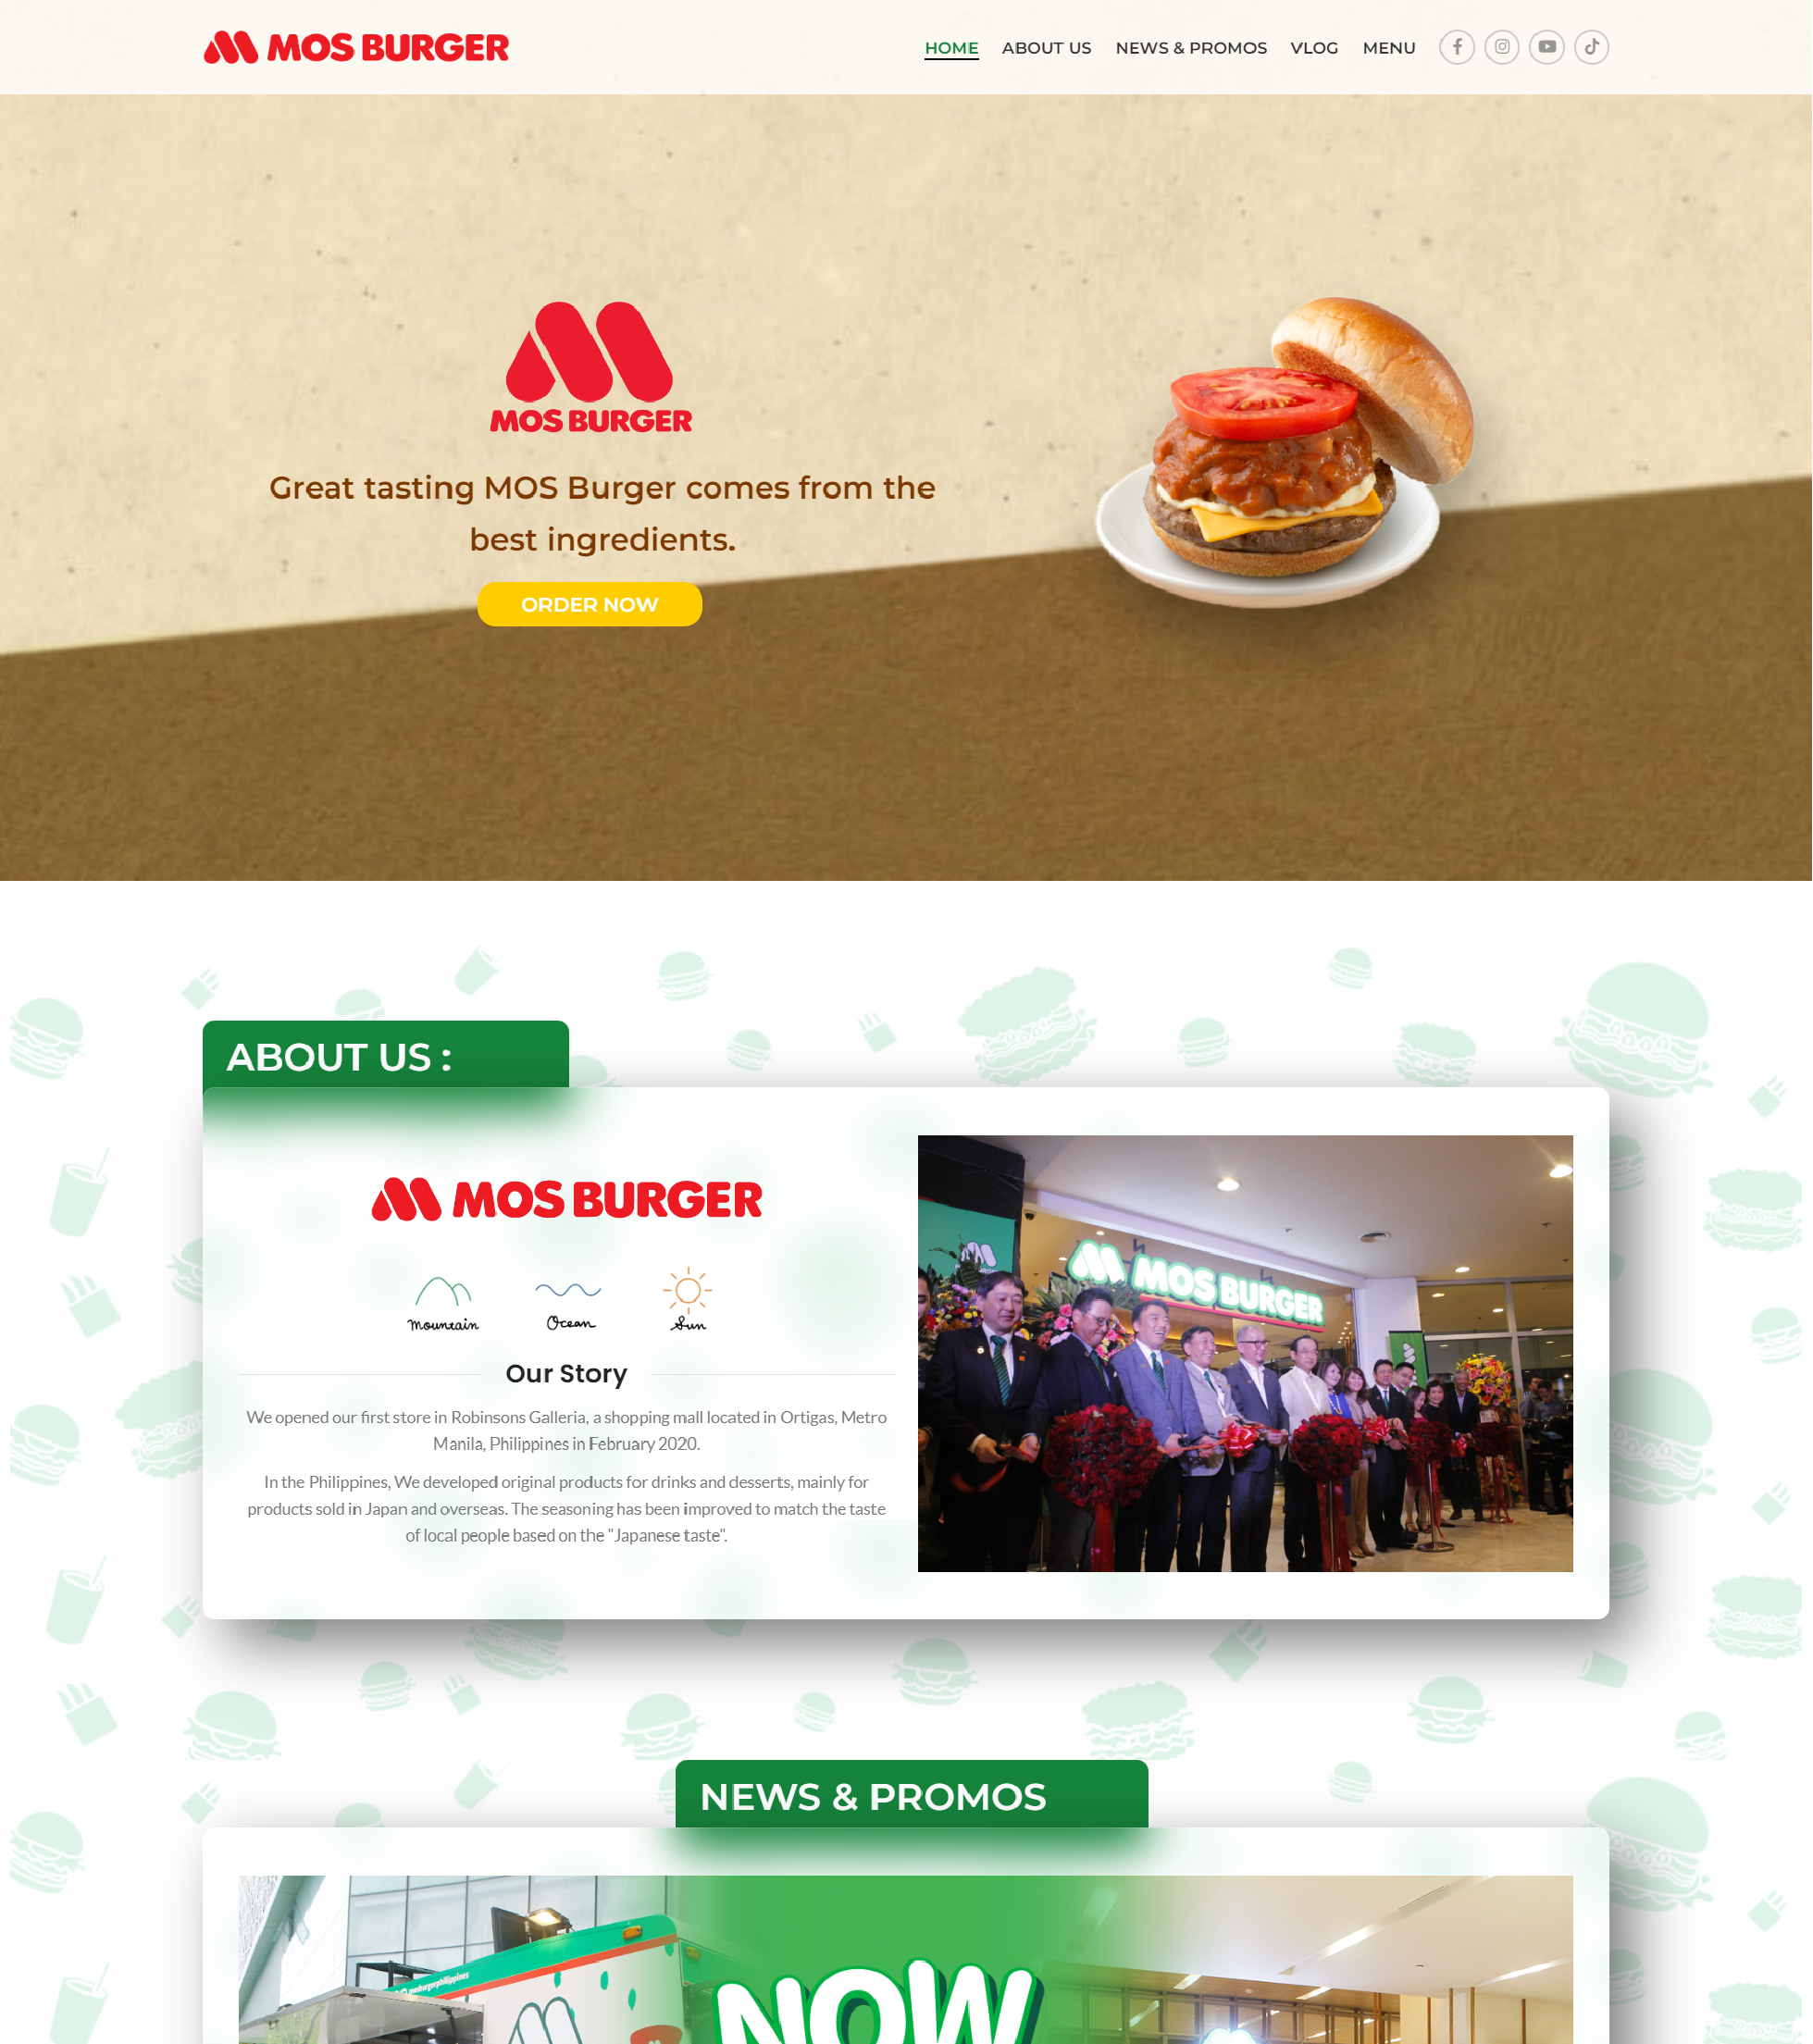 MOS BURGER
HOME ABOUT US NEWS & PROMOS VLOG MENU
MOS BURGER
Great tasting MOS Burger comes from the
best ingredients.
ORDER NOW
ABOUT US :
MOS BURGER
Mountain Ocean Sun
Our Story
We opened our first store in Robinsons Galleria, a shopping mall located in Ortigas, Metro
Manila, Philippines in February 2020.
In the Philippines, We developed original products for drinks and desserts, mainly for
products sold in Japan and overseas. The seasoning has been improved to match the taste
of local people based on the "Japanese taste".
MOS BURGER
NEWS & PROMOS
mosburgerphilippines
NOW